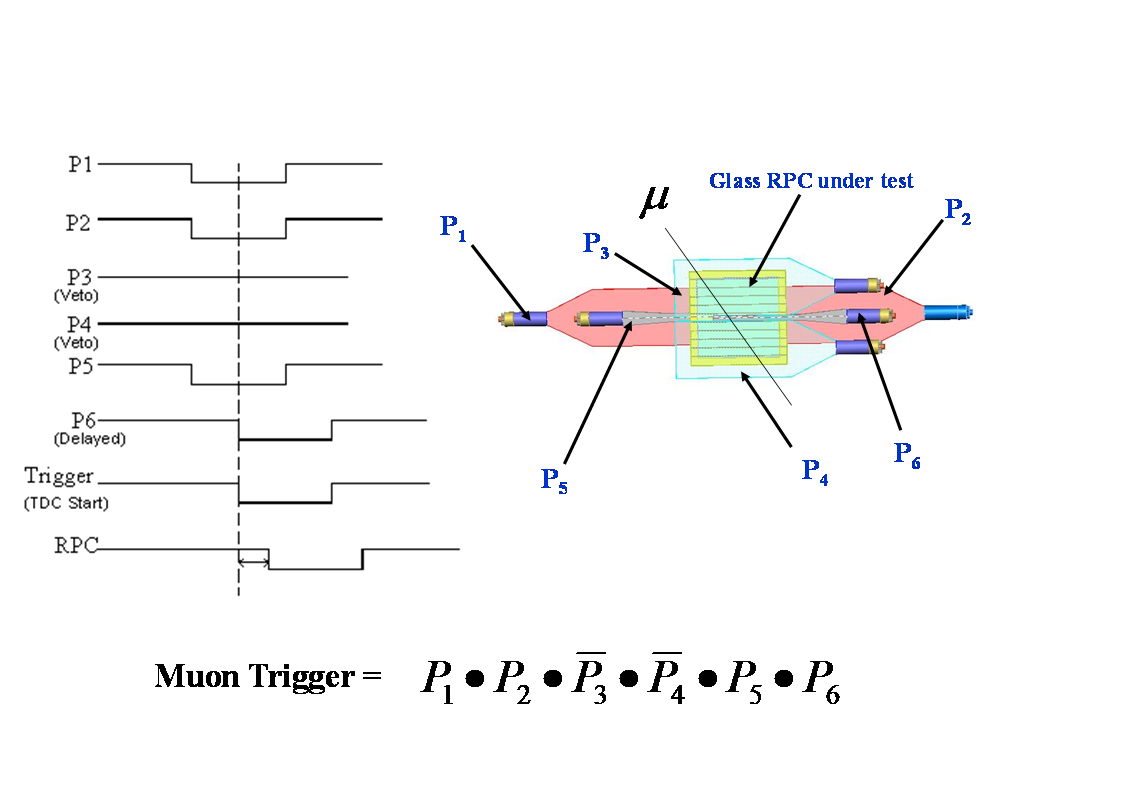 P1
P2
P3
(Veto)
P4
(Veto)
P5
P6
(Delayed)
Trigger
(TDC Start)
RPC
μ
Glass RPC under test
P₁
P₂
P₃
P₅
P₄
P₆
Muon Trigger = P₁ • P₂ • P̅₃ • P̅₄ • P₅ • P₆